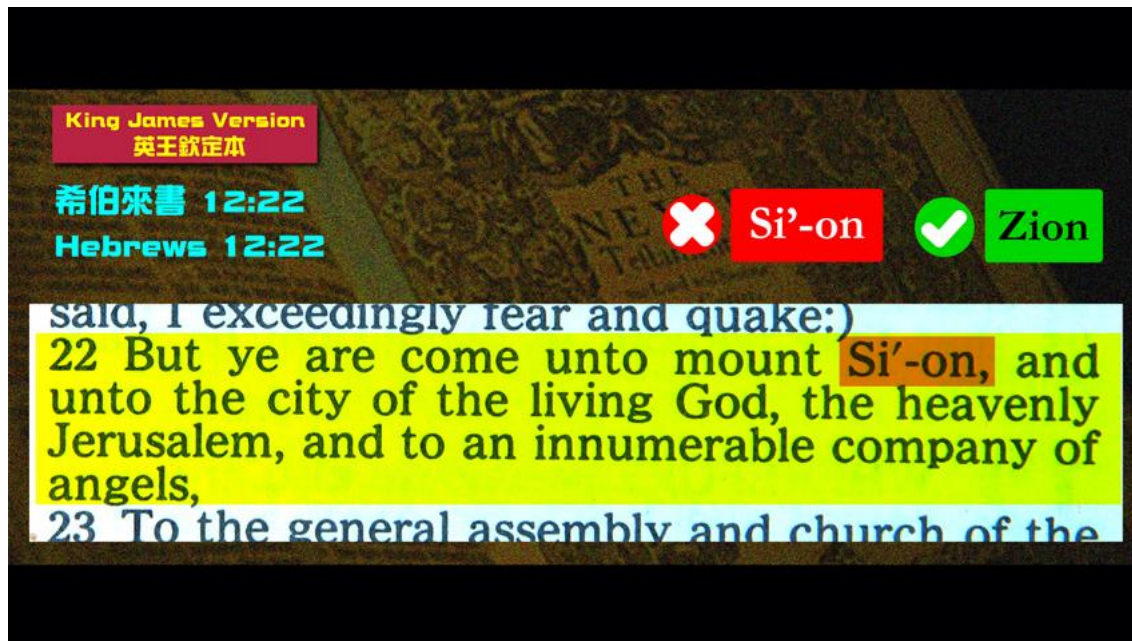 King James Version
英王欽定本
希伯來書 12:22
Hebrews 12:22
THE
NEW
Si’-on
Zion
said, I exceedingly fear and quake:)
22 But ye are come unto mount Si′-on, and
unto the city of the living God, the heavenly
Jerusalem, and to an innumerable company of
angels,
23 To the general assembly and church of the